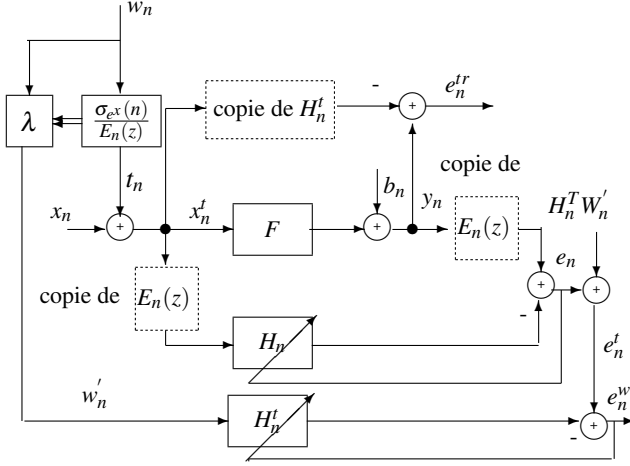 w_n
e_n^{tr}
-
copie de H_n^t
+
λ
σ_{e^x}(n)
E_n(z)
t_n
copie de
b_n
y_n
H_n^T W_n^'
x_n
+
x_n^t
F
+
E_n(z)
e_n
copie de
E_n(z)
+
+
-
H_n
e_n^t
w_n^'
e_n^w
H_n^t
+
-